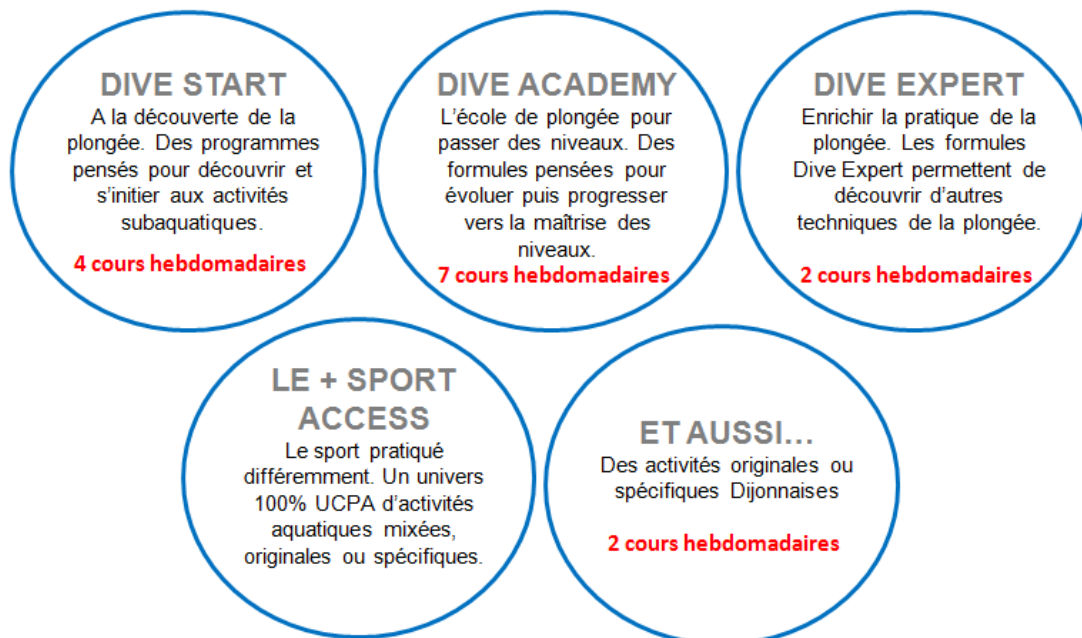 DIVE START
A la découverte de la
plongée. Des programmes
pensés pour découvrir et
s'initier aux activités
subaquatiques.
4 cours hebdomadaires
DIVE ACADEMY
L'école de plongée pour
passer des niveaux. Des
formules pensées pour
évoluer puis progresser
vers la maîtrise des
niveaux.
7 cours hebdomadaires
DIVE EXPERT
Enrichir la pratique de la
plongée. Les formules
Dive Expert permettent de
découvrir d'autres
techniques de la plongée.
2 cours hebdomadaires
LE + SPORT
ACCESS
Le sport pratiqué
différemment. Un univers
100% UCPA d'activités
aquatiques mixées,
originales ou spécifiques.
ET AUSSI…
Des activités originales ou
spécifiques Dijonnaises
2 cours hebdomadaires